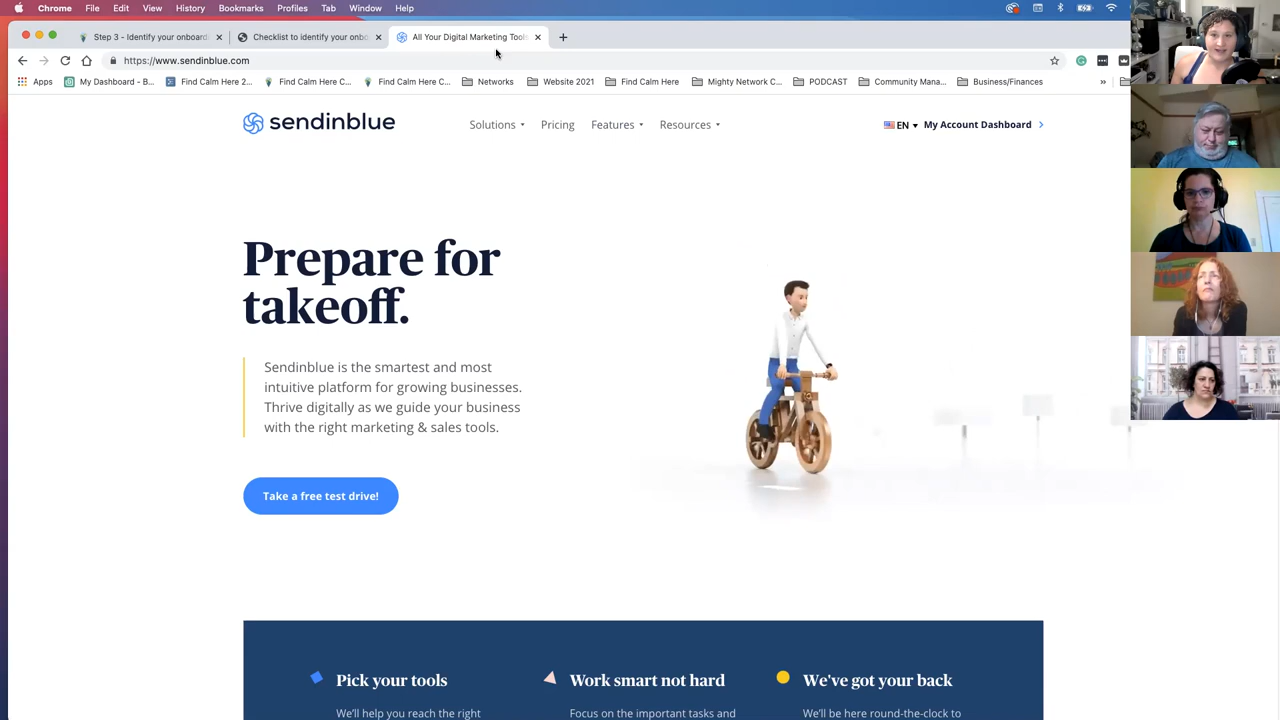 Chrome File Edit View History Bookmarks Profiles Tab Window Help
Step 3 - Identify your onboardi
Checklist to identify your onbo
All Your Digital Marketing Tools
https://www.sendinblue.com
Apps My Dashboard - B... Find Calm Here 2... Find Calm Here C... Find Calm Here C... Networks Website 2021 Find Calm Here Mighty Network C... PODCAST Community Mana... Business/Finances »
sendinblue
Solutions Pricing Features Resources
EN My Account Dashboard
Prepare for
takeoff.
Sendinblue is the smartest and most
intuitive platform for growing businesses.
Thrive digitally as we guide your business
with the right marketing & sales tools.
Take a free test drive!
Pick your tools
We'll help you reach the right
Work smart not hard
Focus on the important tasks and
We've got your back
We'll be here round-the-clock to